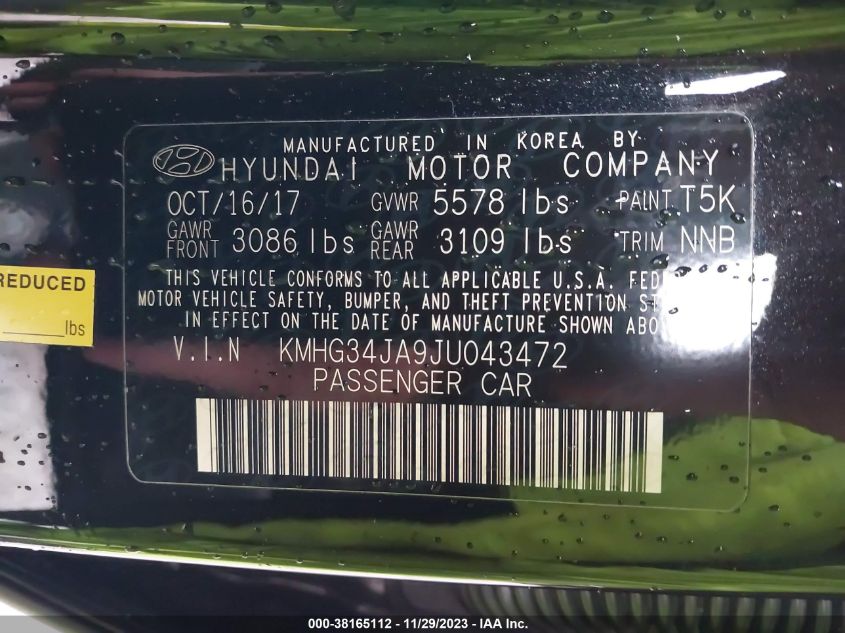 MANUFACTURED IN KOREA BY
HYUNDAI MOTOR COMPANY
OCT/16/17 GVWR 5578 lbs PAINT T5K
GAWR FRONT 3086 lbs GAWR REAR 3109 lbs TRIM NNB
THIS VEHICLE CONFORMS TO ALL APPLICABLE U.S.A.
MOTOR VEHICLE SAFETY, BUMPER, AND THEFT PREVENTION
IN EFFECT ON THE DATE OF MANUFACTURE SHOWN
V.I.N KMHG34JA9JU043472
PASSENGER CAR
REDUCED
lbs
000-38165112 - 11/29/2023 - IAA Inc.